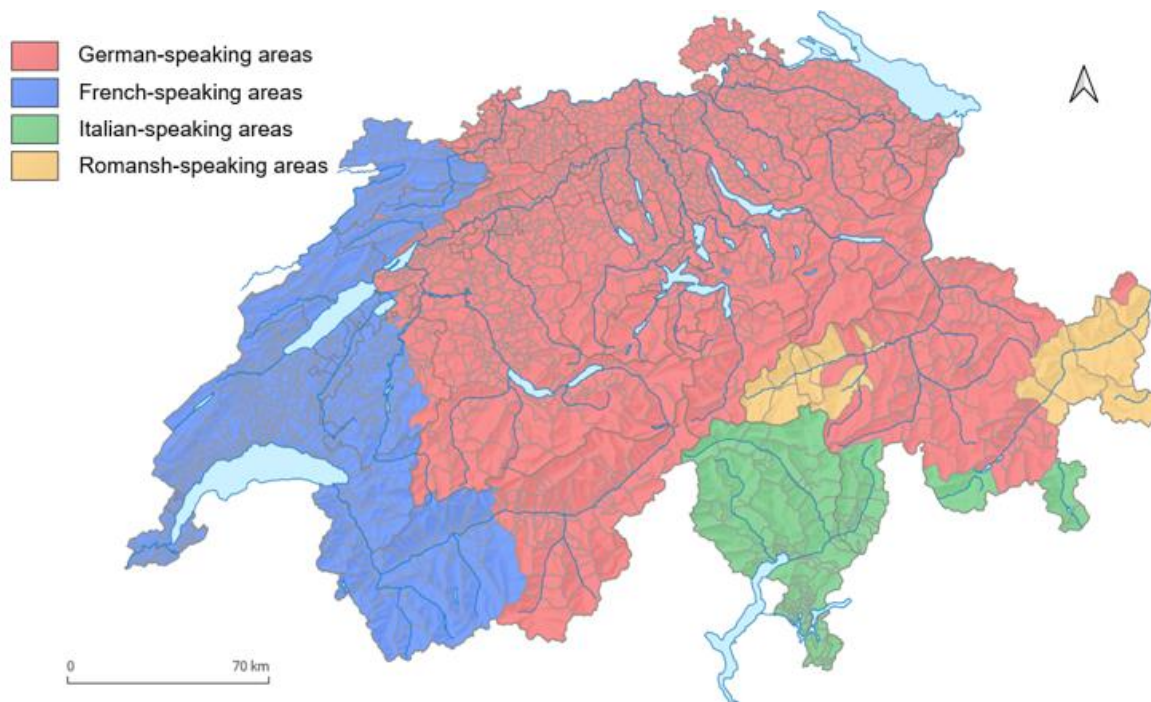 German-speaking areas
French-speaking areas
Italian-speaking areas
Romansh-speaking areas
0 70 km